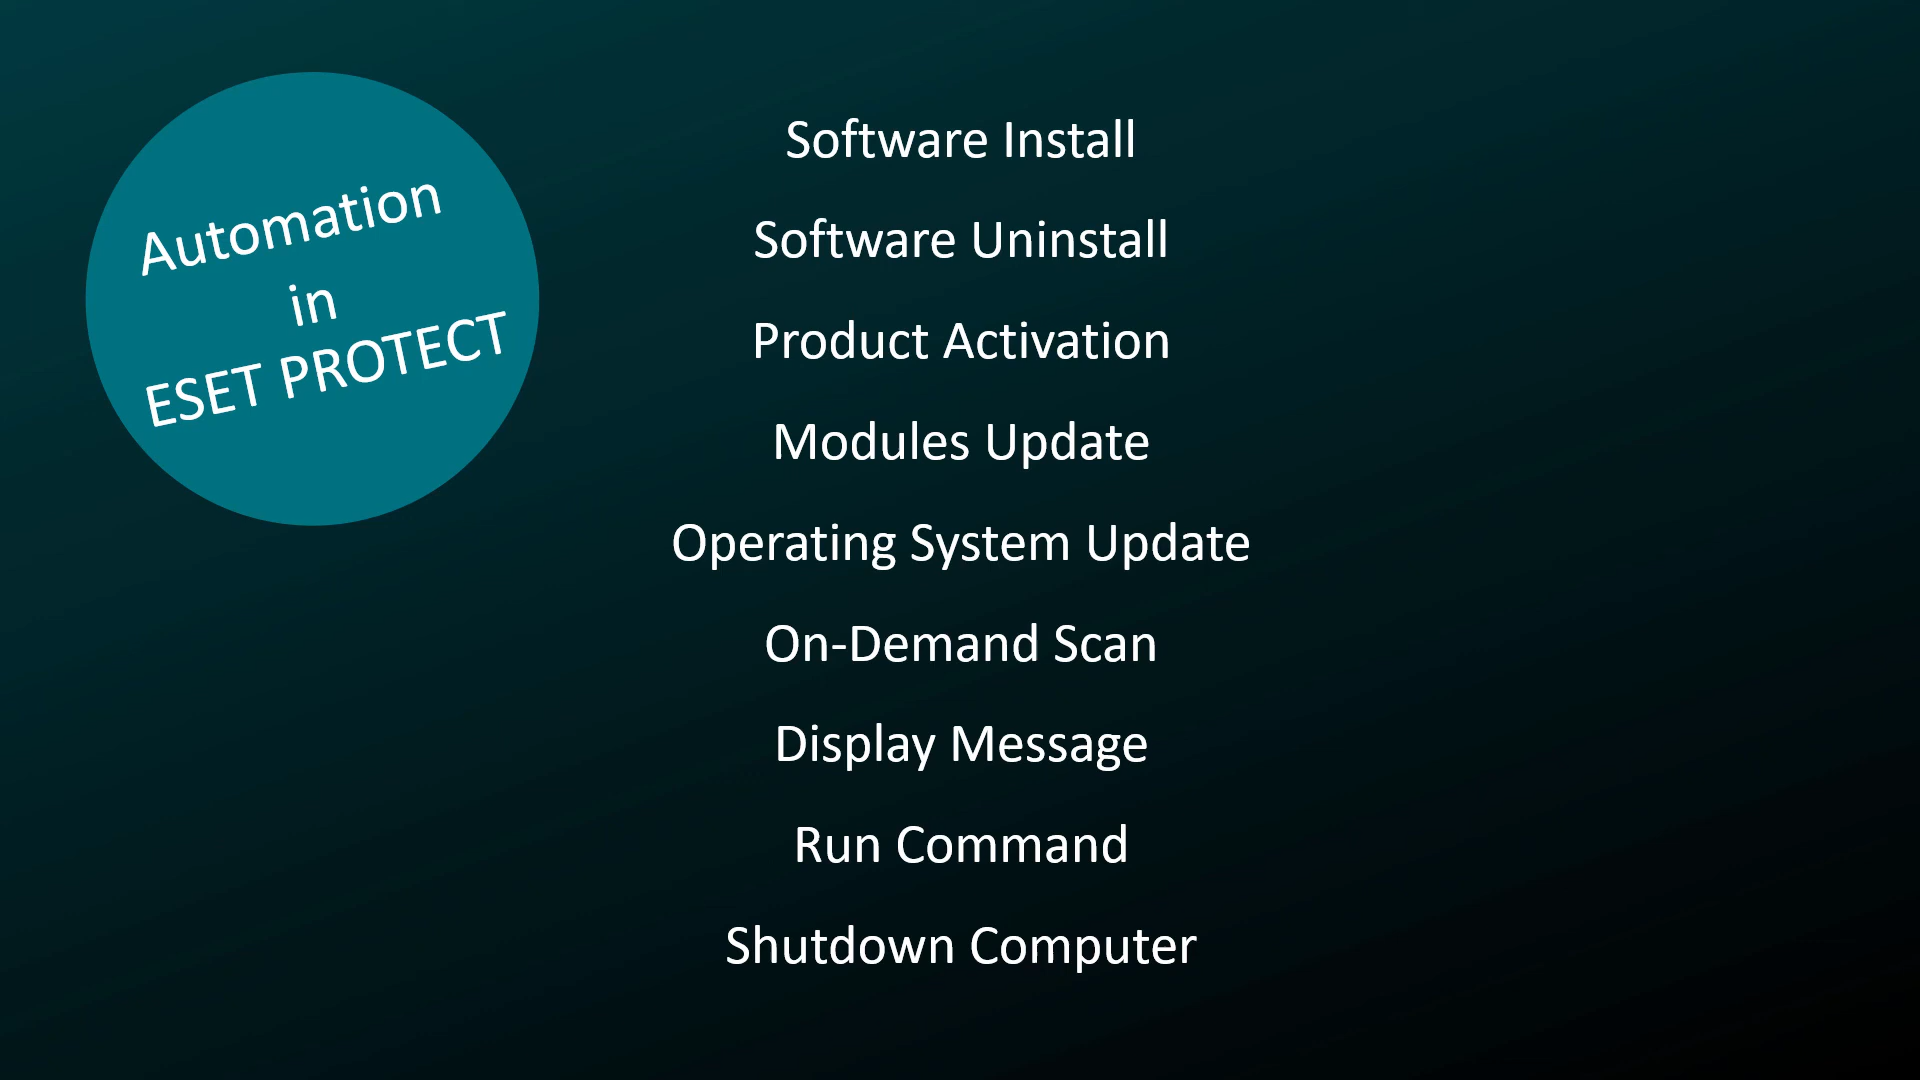 Automation
in
ESET PROTECT
Software Install
Software Uninstall
Product Activation
Modules Update
Operating System Update
On-Demand Scan
Display Message
Run Command
Shutdown Computer